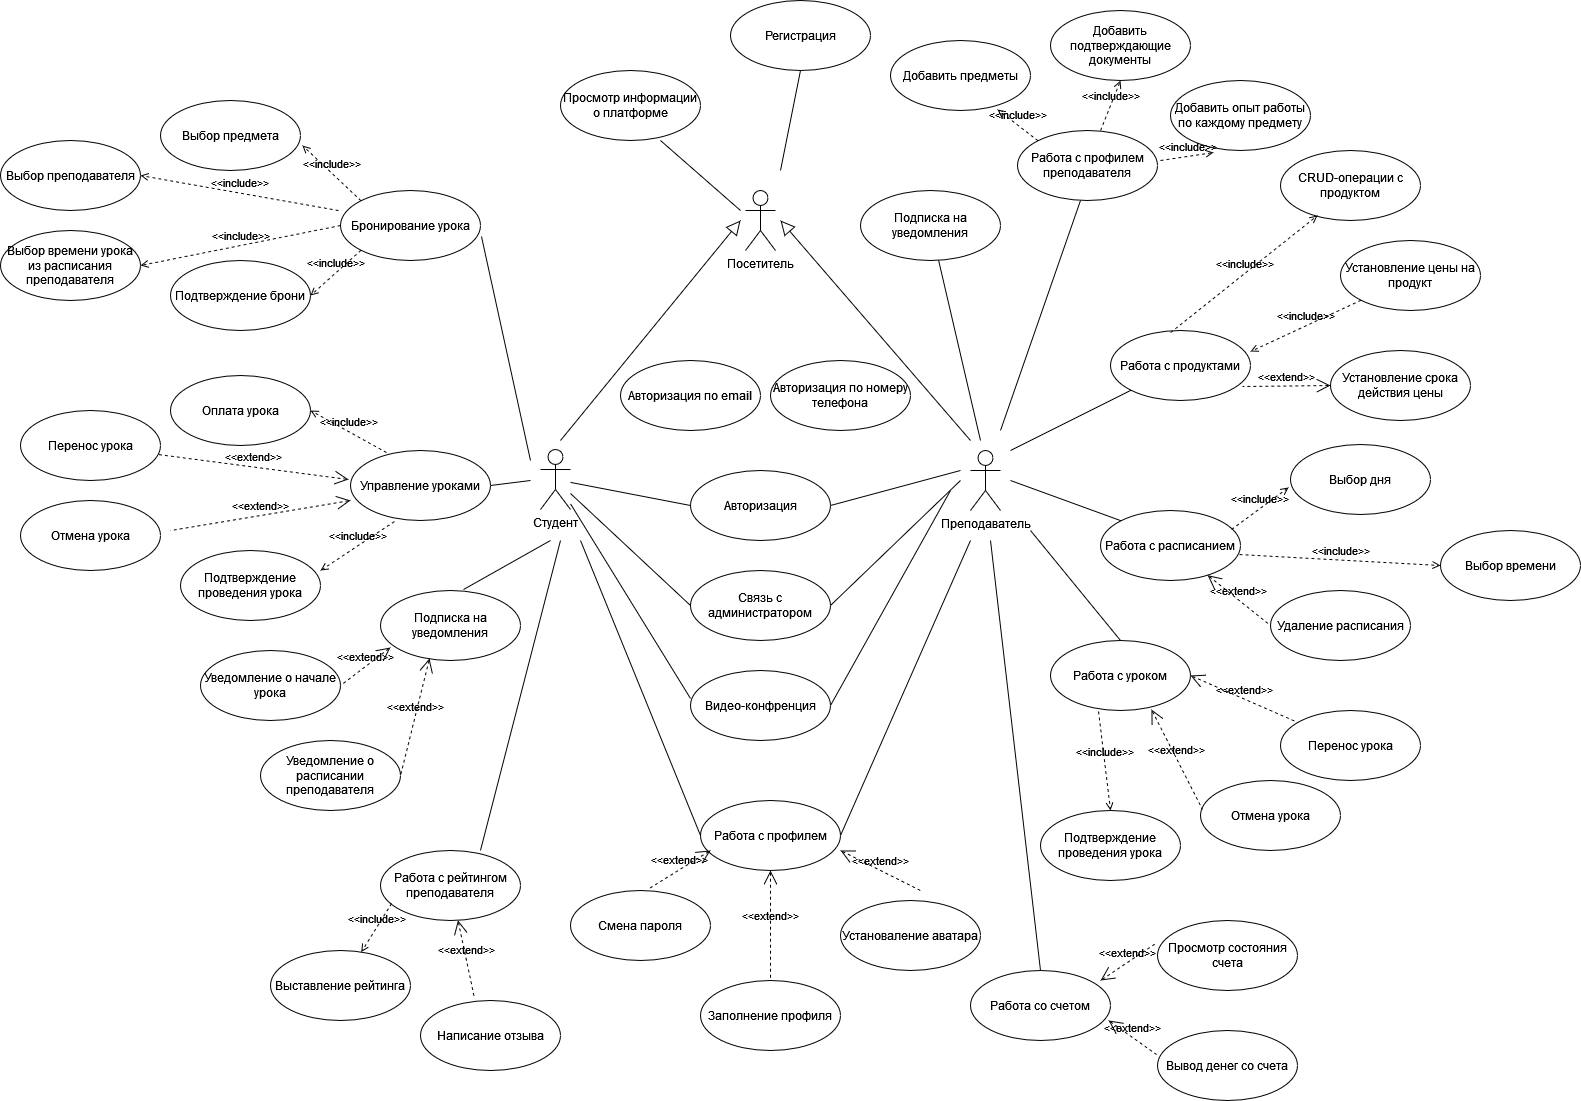 Регистрация
Добавить
подтверждающие
документы
Добавить предметы
Просмотр информации
о платформе
<<include>>
<<include>>
Добавить опыт работы
по каждому предмету
<<include>>
Работа с профилем
преподавателя
Выбор предмета
<<include>>
Выбор преподавателя
<<include>>
CRUD-операции с
продуктом
Бронирование урока
Подписка на
уведомления
<<include>>
Выбор времени урока
из расписания
преподавателя
<<include>>
Посетитель
<<include>>
Подтверждение брони
Установление цены на
продукт
<<include>>
Работа с продуктами
<<extend>>
Установление срока
действия цены
Авторизация по email
Авторизация по номеру
телефона
Оплата урока
<<include>>
Перенос урока
<<extend>>
Управление уроками
<<extend>>
Отмена урока
<<include>>
Подтверждение
проведения урока
Студент
Авторизация
Преподаватель
Выбор дня
<<include>>
Работа с расписанием
<<include>>
Выбор времени
<<extend>>
Удаление расписания
Связь с
администратором
Подписка на
уведомления
<<extend>>
Уведомление о начале
урока
<<extend>>
Уведомление о
расписании
преподавателя
Видео-конфренция
Работа с уроком
<<extend>>
Перенос урока
<<include>>
<<extend>>
Отмена урока
Подтверждение
проведения урока
Работа с профилем
<<extend>>
<<extend>>
<<extend>>
Смена пароля
Установаление аватара
Заполнение профиля
Работа с рейтингом
преподавателя
<<include>>
<<extend>>
Выставление рейтинга
Написание отзыва
<<extend>>
Просмотр состояния
счета
Работа со счетом
<<extend>>
Вывод денег со счета